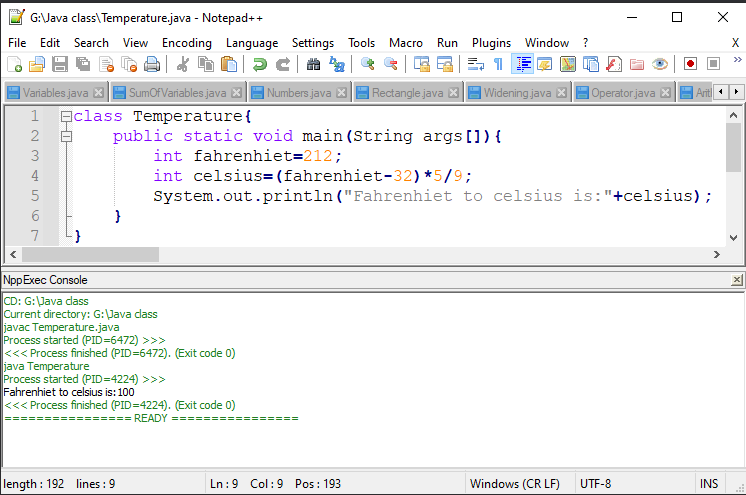 G:\Java class\Temperature.java - Notepad++
File Edit Search View Encoding Language Settings Tools Macro Run Plugins Window ? X
Variables.java SumOfVariables.java Numbers.java Rectangle.java Widening.java Operator.java Arit
1 class Temperature{
2 public static void main(String args[]){
3 int fahrenhiet=212;
4 int celsius=(fahrenhiet-32)*5/9;
5 System.out.println("Fahrenhiet to celsius is:"+celsius);
6 }
7 }
NppExec Console
CD: G:\Java class
Current directory: G:\Java class
javac Temperature.java
Process started (PID=6472) >>>
<<< Process finished (PID=6472). (Exit code 0)
java Temperature
Process started (PID=4224) >>>
Fahrenhiet to celsius is:100
<<< Process finished (PID=4224). (Exit code 0)
================ READY ================
length : 192 lines : 9 Ln : 9 Col : 9 Pos : 193 Windows (CR LF) UTF-8 INS